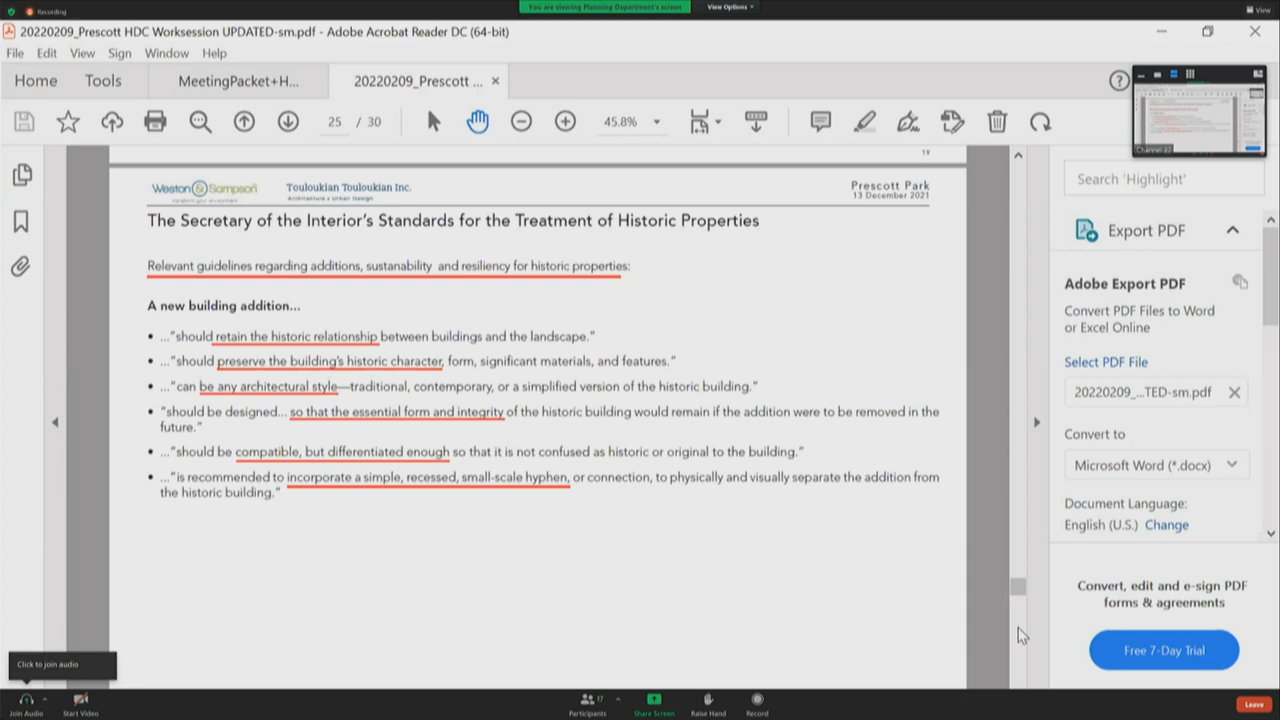 Recording
You are viewing Planning Department's screen
View Options
View
20220209_Prescott HDC Worksession UPDATED-sm.pdf - Adobe Acrobat Reader DC (64-bit)
File Edit View Sign Window Help
Home Tools MeetingPacket+H... 20220209_Prescott ...
25 / 30 45.8%
Channel 22
19
Weston & Sampson
Touloukian Touloukian Inc.
Architecture + Urban Design
Prescott Park
13 December 2021
The Secretary of the Interior's Standards for the Treatment of Historic Properties
Relevant guidelines regarding additions, sustanability and resiliency for historic properties:
A new building addition...
• ..."should retain the historic relationship between buildings and the landscape."
• ..."should preserve the building's historic character, form, significant materials, and features."
• ..."can be any architectural style—traditional, contemporary, or a simplified version of the historic building."
• "should be designed... so that the essential form and integrity of the historic building would remain if the addition were to be removed in the
future."
• ..."should be compatible, but differentiated enough so that it is not confused as historic or original to the building."
• ..."is recommended to incorporate a simple, recessed, small-scale hyphen, or connection, to physically and visually separate the addition from
the historic building."
Search 'Highlight'
Export PDF
Adobe Export PDF
Convert PDF Files to Word
or Excel Online
Select PDF File
20220209_...TED-sm.pdf
Convert to
Microsoft Word (*.docx)
Document Language:
English (U.S.) Change
Convert, edit and e-sign PDF
forms & agreements
Free 7-Day Trial
Click to join audio
Join Audio Start Video Participants 17 Share Screen Raise Hand Record Leave